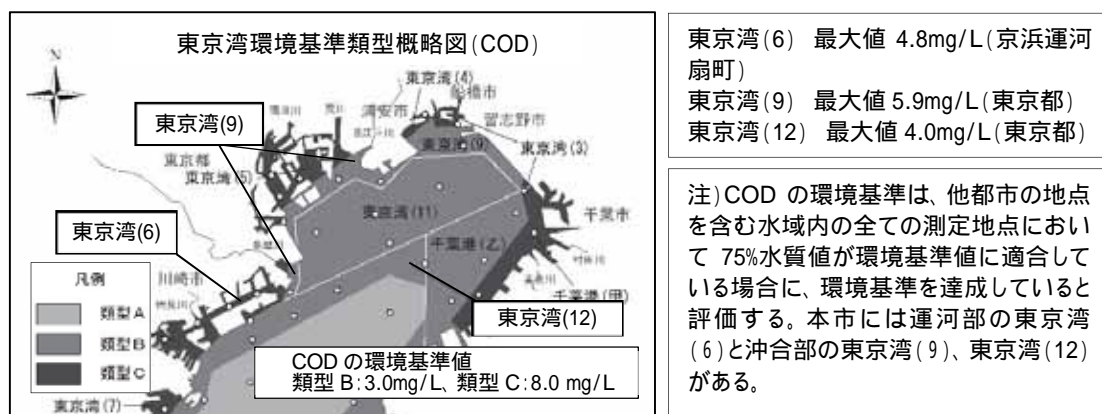 東京湾環境基準類型概略図(COD)
N
東京湾(4)
船橋市
浦安市
東京湾(9)
習志野市
東京湾(9)
東京湾(3)
東京都
東京湾(5)
東京湾(11)
千葉市
東京湾(6)
千葉港(乙)
川崎市
千葉港(甲)
凡例
類型A
類型B
類型C
東京湾(12)
COD の環境基準値
類型 B:3.0mg/L、類型 C:8.0 mg/L
東京湾(7)
東京湾(6) 最大値 4.8mg/L(京浜運河
扇町)
東京湾(9) 最大値 5.9mg/L(東京都)
東京湾(12) 最大値 4.0mg/L(東京都)
注)COD の環境基準は、他都市の地点
を含む水域内の全ての測定地点におい
て 75%水質値が環境基準値に適合して
いる場合に、環境基準を達成していると
評価する。本市には運河部の東京湾
(6)と沖合部の東京湾(9)、東京湾(12)
がある。